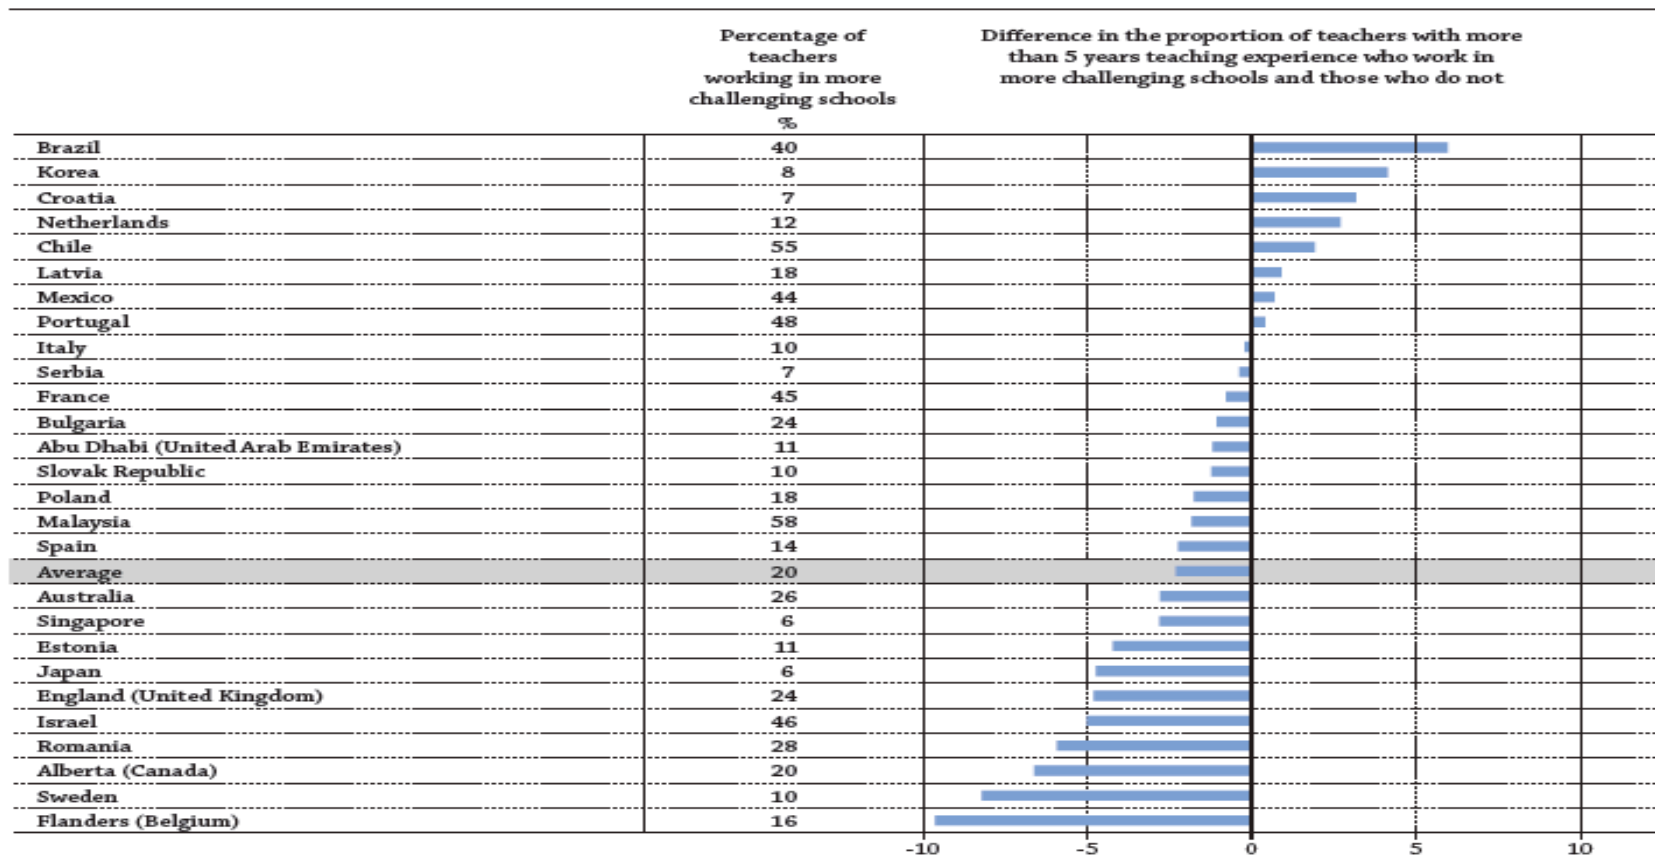 Percentage of
teachers
working in more
challenging schools
%
Difference in the proportion of teachers with more
than 5 years teaching experience who work in
more challenging schools and those who do not
Brazil 40
Korea 8
Croatia 7
Netherlands 12
Chile 55
Latvia 18
Mexico 44
Portugal 48
Italy 10
Serbia 7
France 45
Bulgaria 24
Abu Dhabi (United Arab Emirates) 11
Slovak Republic 10
Poland 18
Malaysia 58
Spain 14
Average 20
Australia 26
Singapore 6
Estonia 11
Japan 6
England (United Kingdom) 24
Israel 46
Romania 28
Alberta (Canada) 20
Sweden 10
Flanders (Belgium) 16
-10 -5 0 5 10